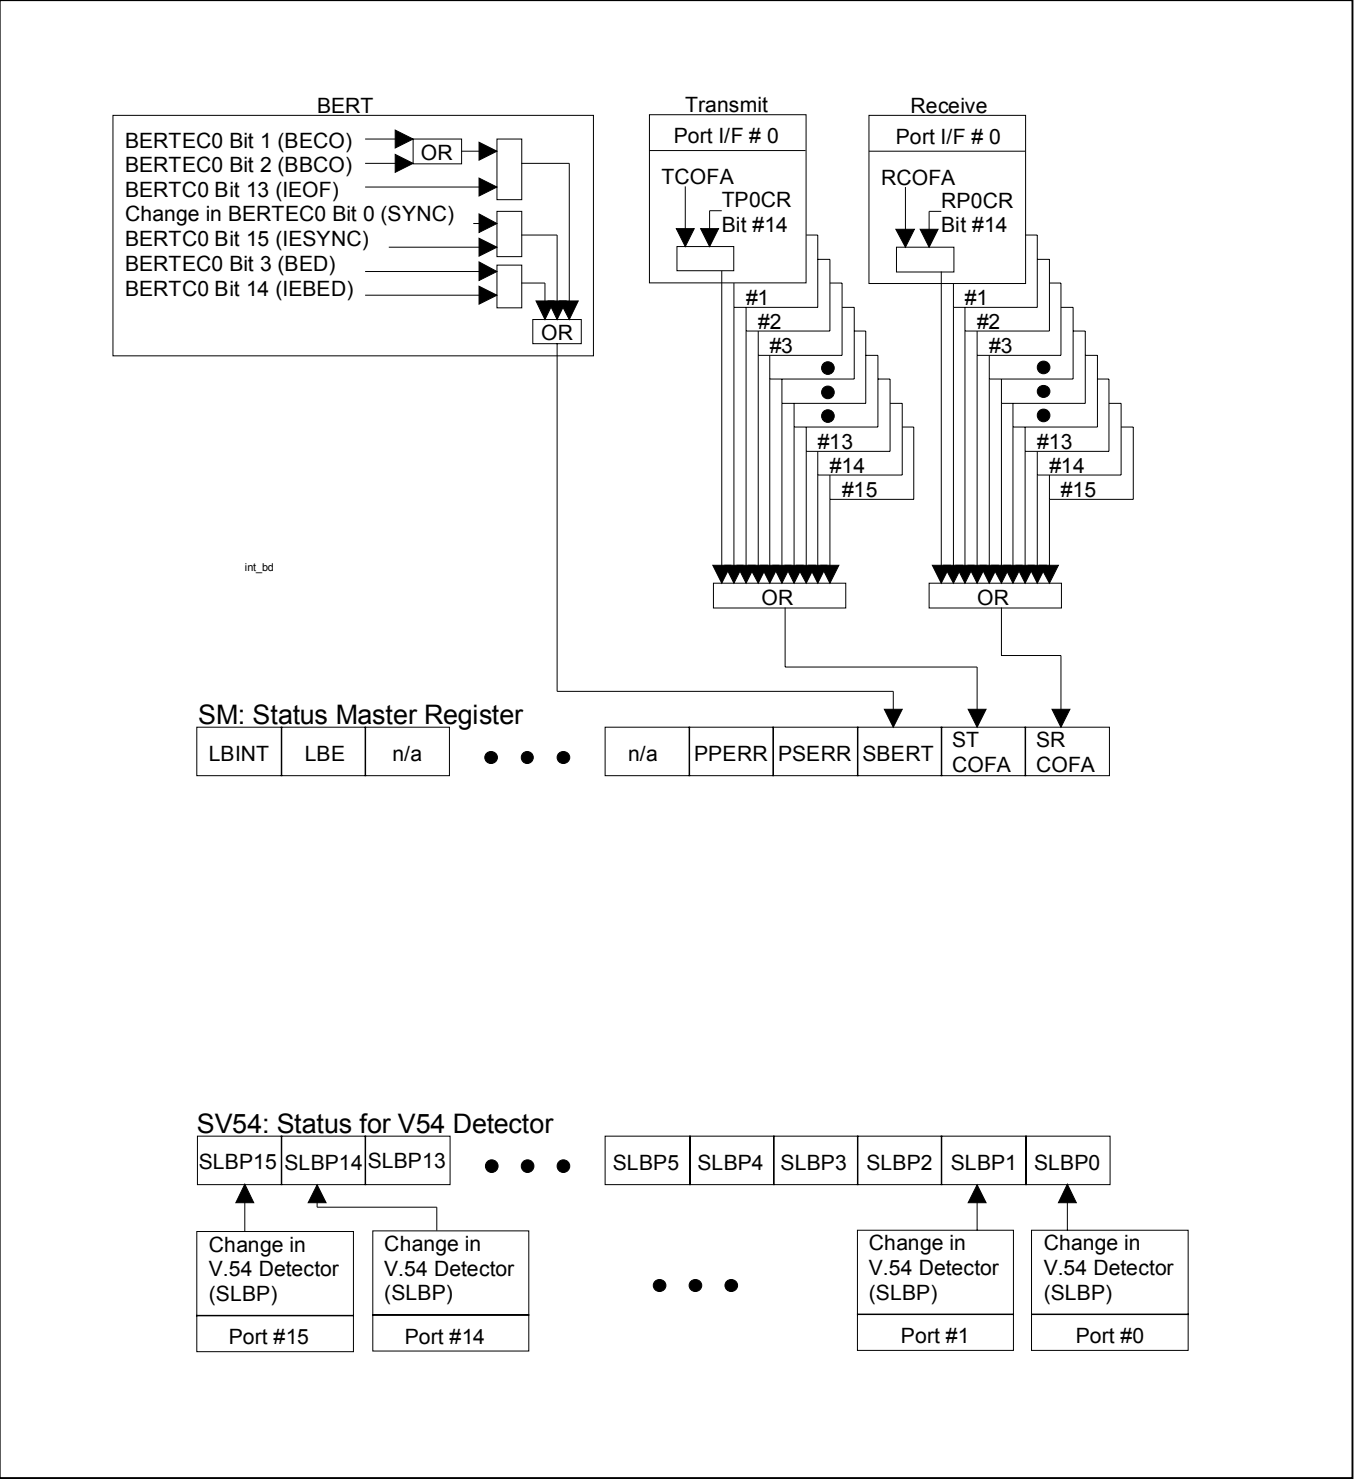 BERT
BERTEC0 Bit 1 (BECO)
BERTEC0 Bit 2 (BBCO)
BERTC0 Bit 13 (IEOF)
Change in BERTEC0 Bit 0 (SYNC)
BERTC0 Bit 15 (IESYNC)
BERTEC0 Bit 3 (BED)
BERTC0 Bit 14 (IEBED)
OR
OR
Transmit
Port I/F # 0
TCOFA
TP0CR
Bit #14
#1
#2
#3
#13
#14
#15
OR
Receive
Port I/F # 0
RCOFA
RP0CR
Bit #14
#1
#2
#3
#13
#14
#15
OR
int_bd
SM: Status Master Register
LBINT LBE n/a n/a PPERR PSERR SBERT ST COFA SR COFA
SV54: Status for V54 Detector
SLBP15 SLBP14 SLBP13 SLBP5 SLBP4 SLBP3 SLBP2 SLBP1 SLBP0
Change in
V.54 Detector
(SLBP)
Port #15
Change in
V.54 Detector
(SLBP)
Port #14
Change in
V.54 Detector
(SLBP)
Port #1
Change in
V.54 Detector
(SLBP)
Port #0